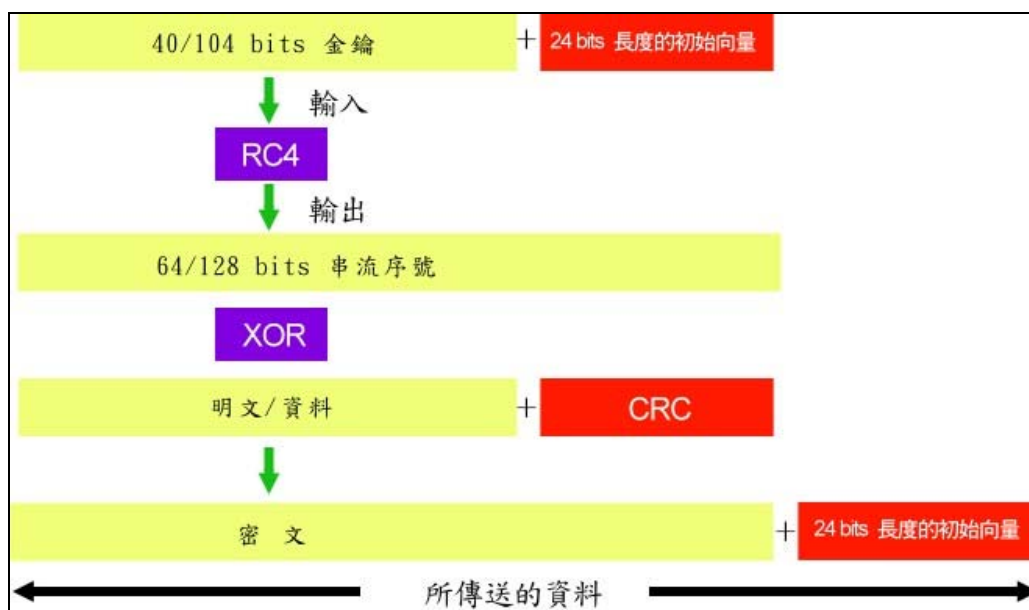 40/104 bits 金鑰 + 24 bits 長度的初始向量
輸入
RC4
輸出
64/128 bits 串流序號
XOR
明文/資料 + CRC
密 文 + 24 bits 長度的初始向量
所傳送的資料